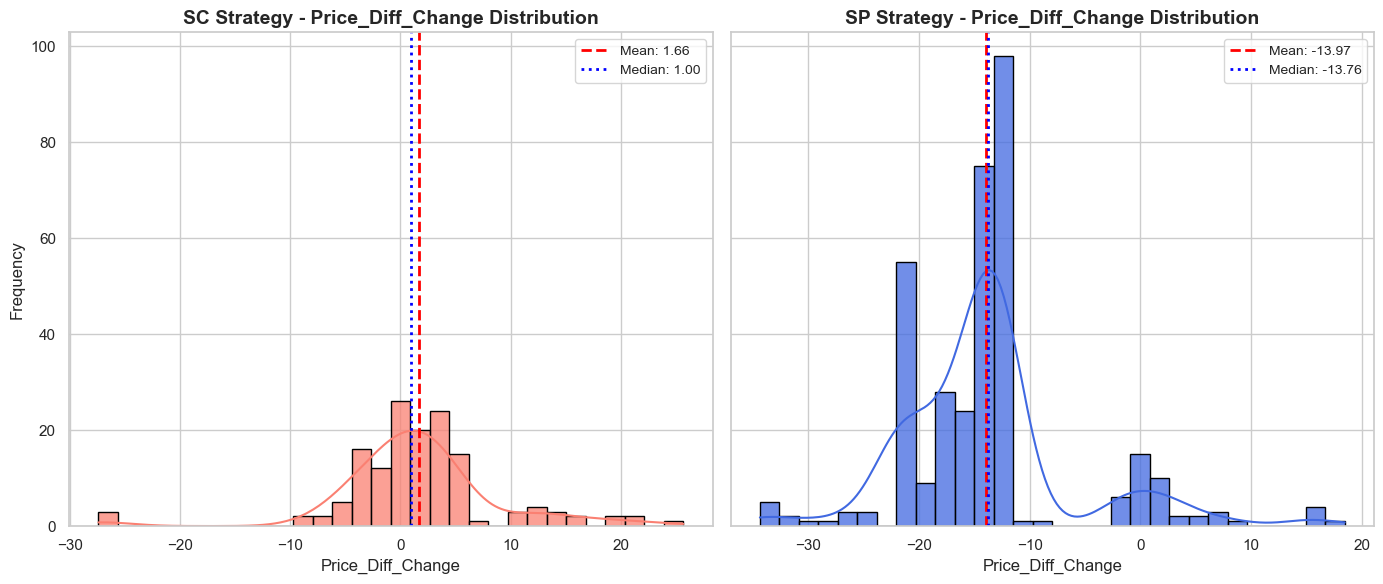 SC Strategy - Price_Diff_Change Distribution
Mean: 1.66
Median: 1.00
Frequency
100
80
60
40
20
0
−30
−20
−10
0
10
20
Price_Diff_Change
SP Strategy - Price_Diff_Change Distribution
Mean: -13.97
Median: -13.76
−30
−20
−10
0
10
20
Price_Diff_Change